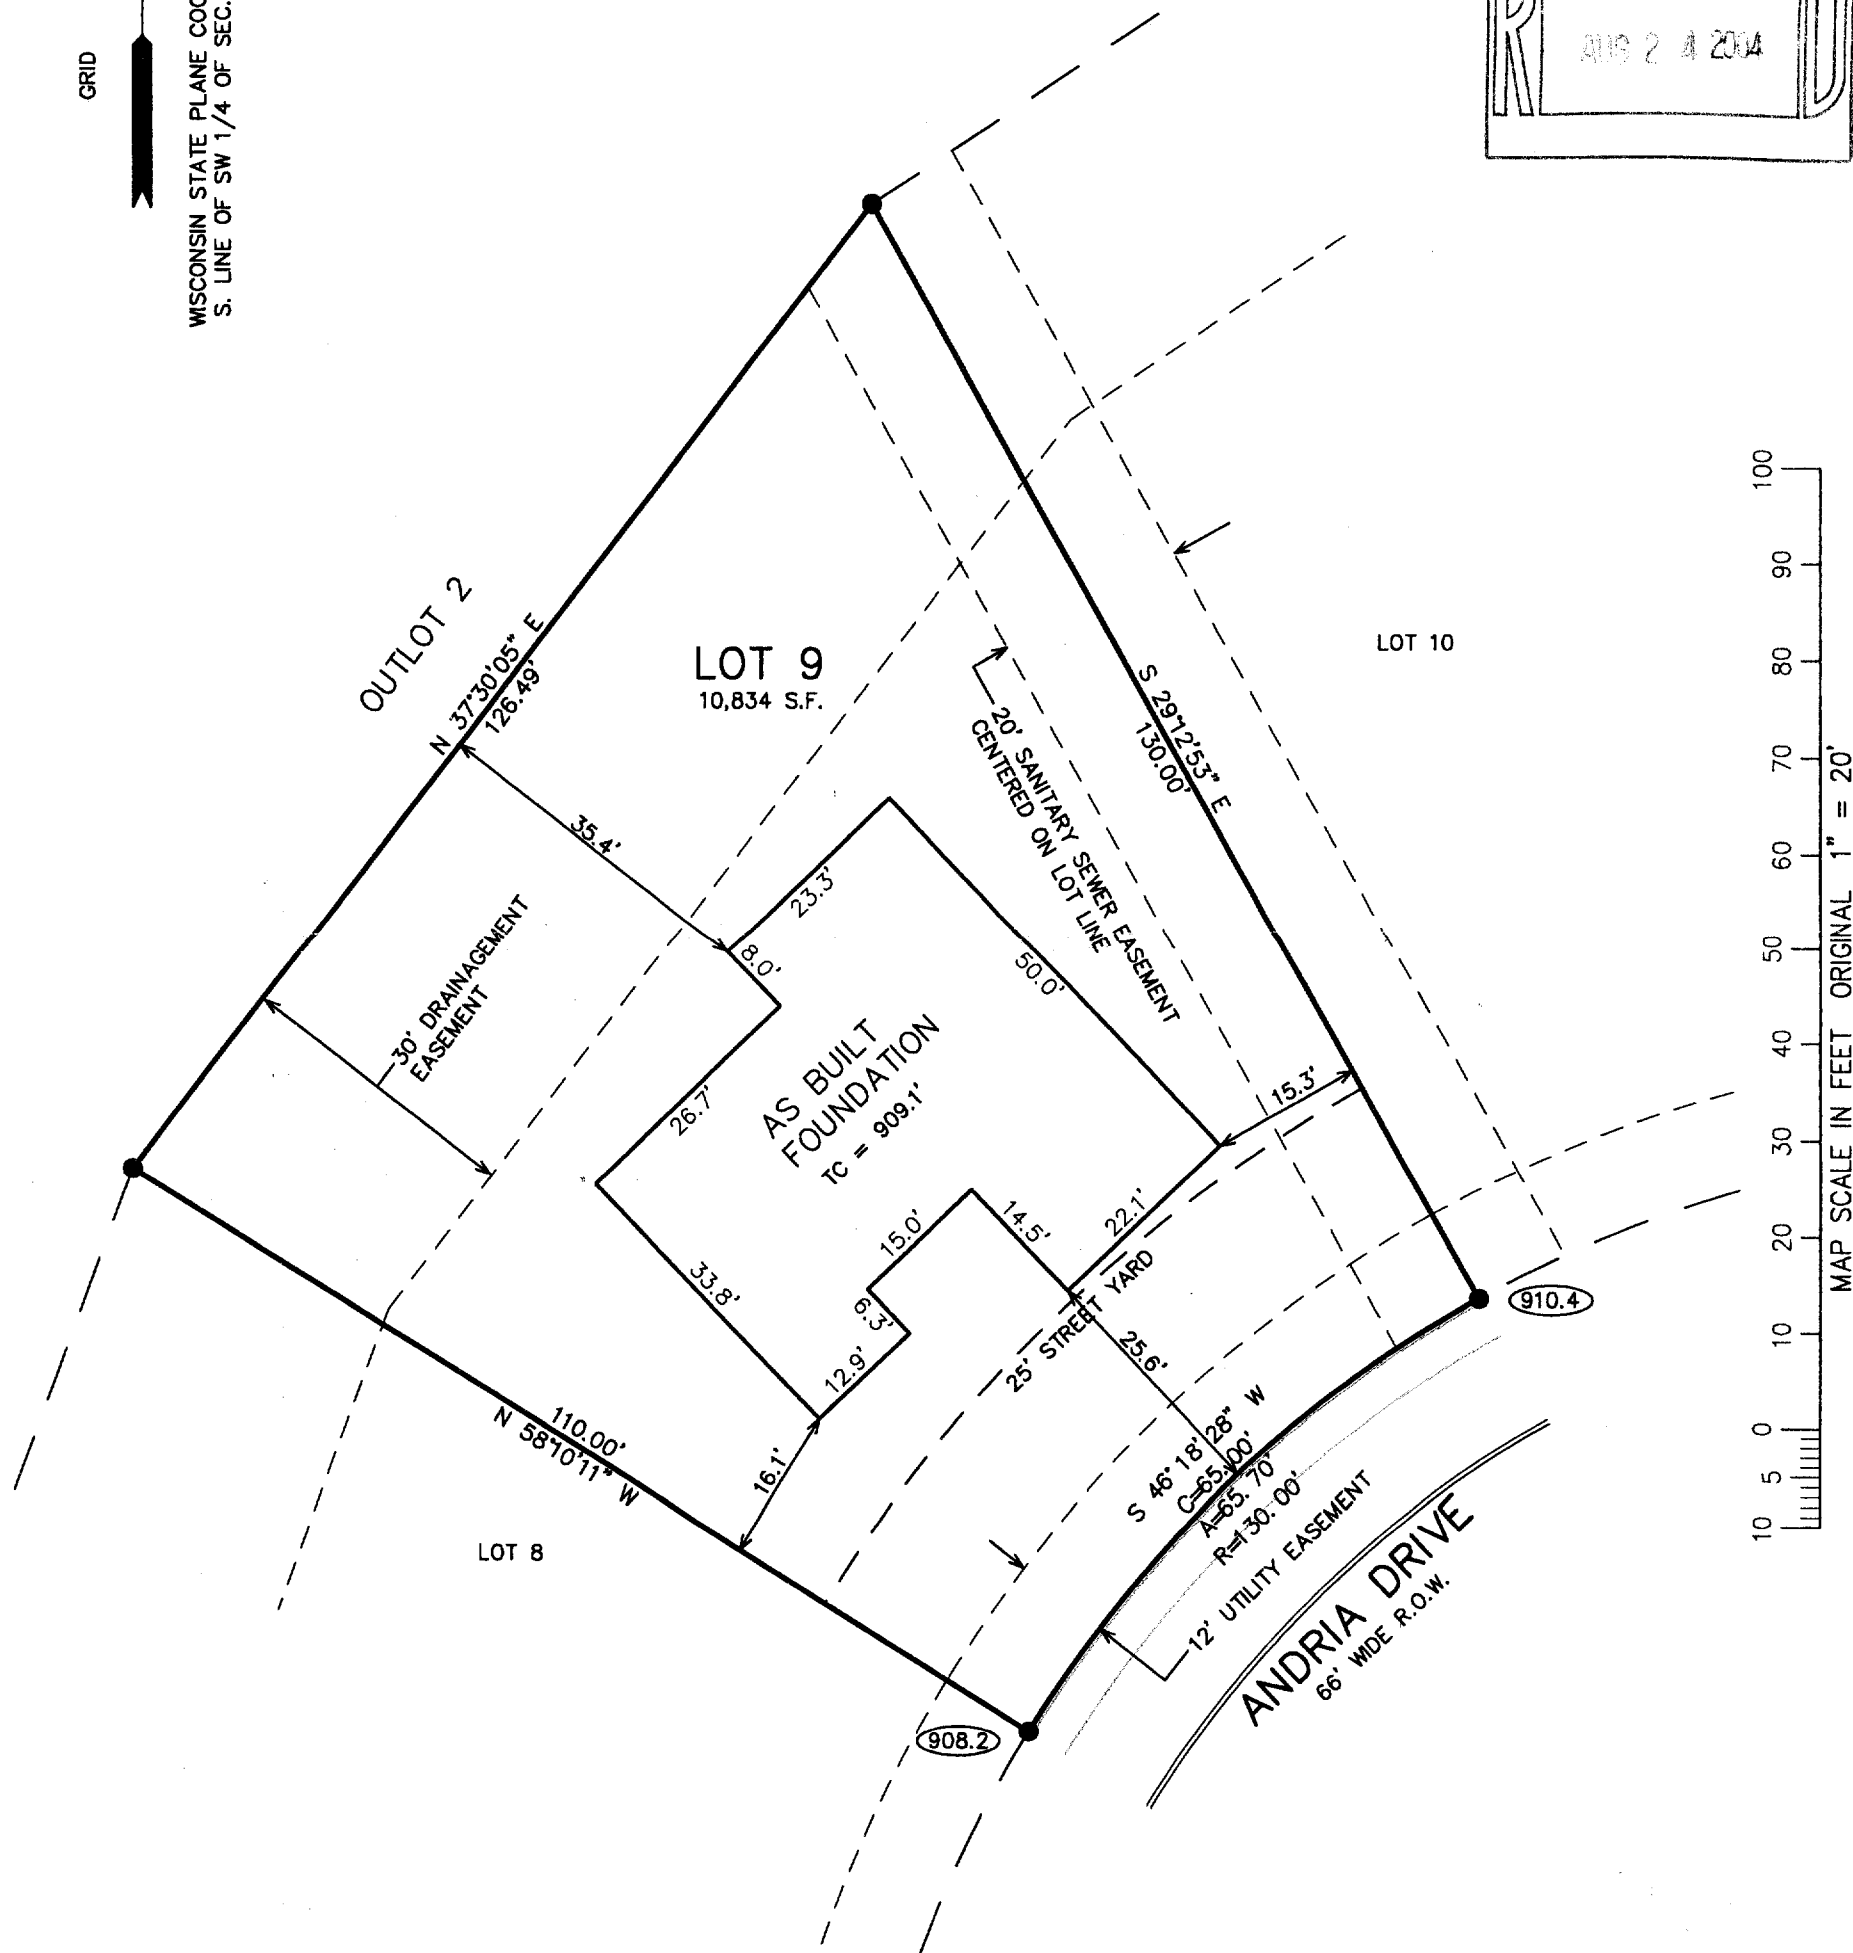 GRID
WISCONSIN STATE PLANE
S. LINE OF SW 1/4 OF SEC.
R D
AUG 2 4 2004
OUTLOT 2
N 37°30'05" E
126.49'
LOT 9
10,834 S.F.
LOT 10
S 29°12'53" E
130.00'
20' SANITARY SEWER EASEMENT
CENTERED ON LOT LINE
35.4'
23.3'
8.0'
50.0'
30' DRAINAGEMENT
EASEMENT
26.7'
AS BUILT
FOUNDATION
TC = 909.1'
15.3'
22.1'
14.5'
15.0'
6.3'
12.9'
33.8'
25' STREET YARD
25.6'
16.1'
110.00'
N 58°10'11" W
LOT 8
S 46°18'28" W
C=65.00'
A=65.70'
R=130.00'
12' UTILITY EASEMENT
910.4
908.2
ANDRIA DRIVE
66' WIDE R.O.W.
10 5 0 10 20 30 40 50 60 70 80 90 100
MAP SCALE IN FEET ORIGINAL 1" = 20'